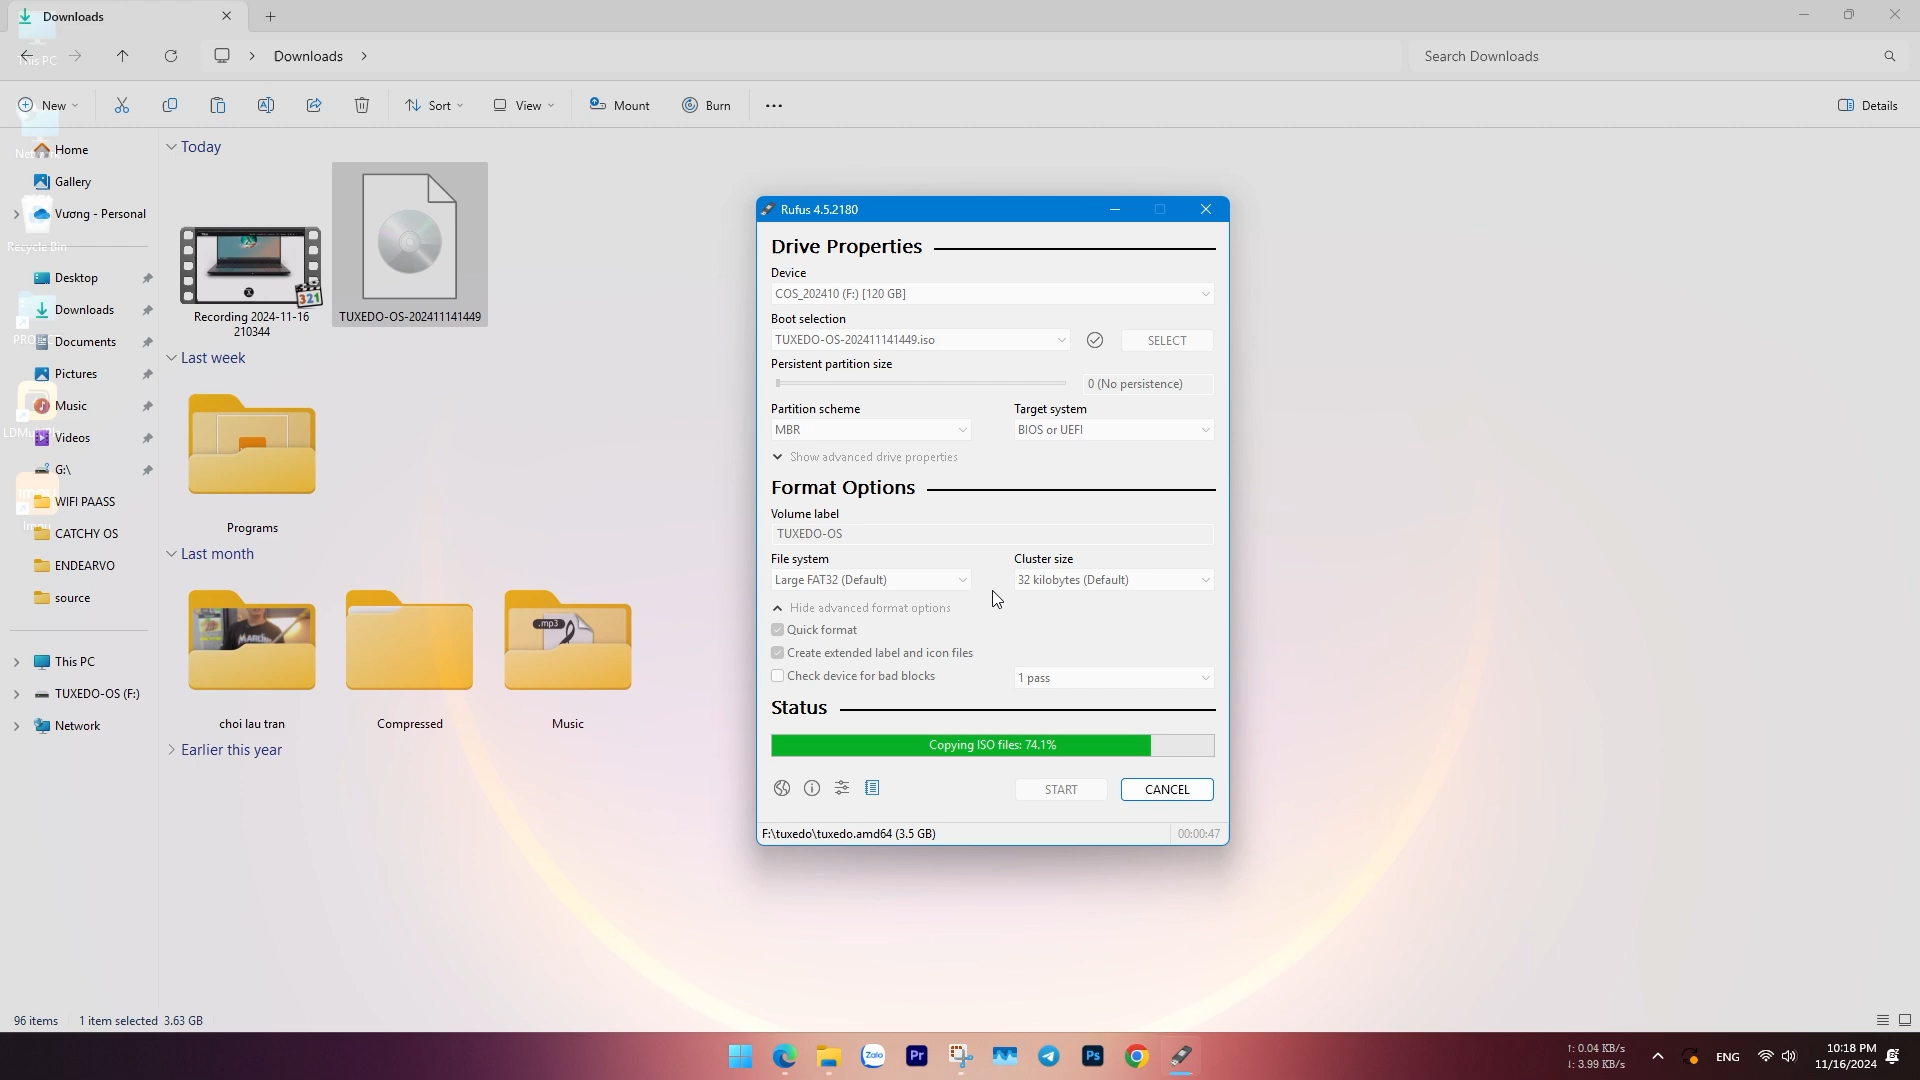 Downloads
This PC
Downloads
Search Downloads
New
Sort
View
Mount
Burn
Details
Network
Home
Gallery
Vương - Personal
Recycle Bin
Desktop
Downloads
Documents
Pictures
Music
Videos
G:\
WIFI PAASS
CATCHY OS
ENDEARVO
source
This PC
TUXEDO-OS (F:)
Network
Today
Recording 2024-11-16
210344
TUXEDO-OS-202411141449
321
Last week
Programs
Last month
.mp3
choi lau tran
Compressed
Music
Earlier this year
Rufus 4.5.2180
Drive Properties
Device
COS_202410 (F:) [120 GB]
Boot selection
TUXEDO-OS-202411141449.iso
SELECT
Persistent partition size
0 (No persistence)
Partition scheme
Target system
MBR
BIOS or UEFI
Show advanced drive properties
Format Options
Volume label
TUXEDO-OS
File system
Cluster size
Large FAT32 (Default)
32 kilobytes (Default)
Hide advanced format options
Quick format
Create extended label and icon files
Check device for bad blocks
1 pass
Status
Copying ISO files: 74.1%
START
CANCEL
F:\tuxedo\tuxedo.amd64 (3.5 GB)
00:00:47
96 items
1 item selected 3.63 GB
Zalo
Pr
Ps
↑: 0.04 KB/s
↓: 3.99 KB/s
ENG
10:18 PM
11/16/2024